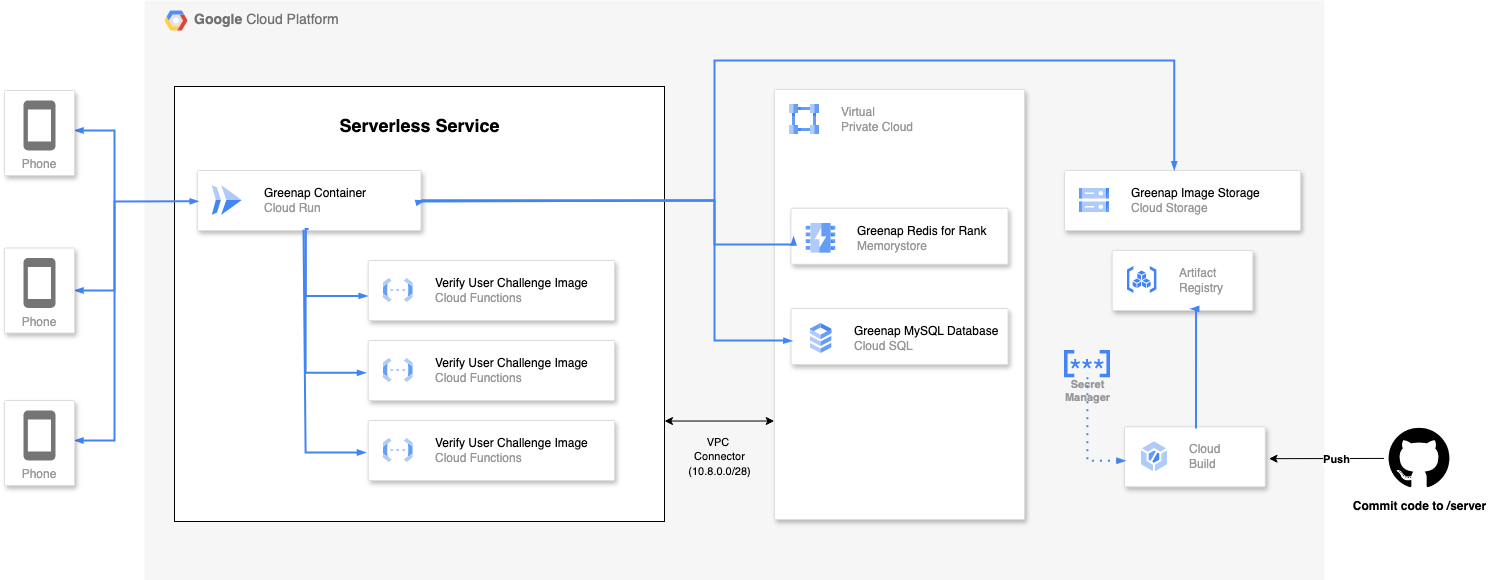 Google Cloud Platform
Phone
Phone
Phone
Serverless Service
Greenap Container
Cloud Run
Verify User Challenge Image
Cloud Functions
Verify User Challenge Image
Cloud Functions
Verify User Challenge Image
Cloud Functions
VPC
Connector
(10.8.0.0/28)
Virtual
Private Cloud
Greenap Redis for Rank
Memorystore
Greenap MySQL Database
Cloud SQL
Greenap Image Storage
Cloud Storage
Artifact
Registry
[***]
Secret
Manager
Cloud
Build
Push
Commit code to /server